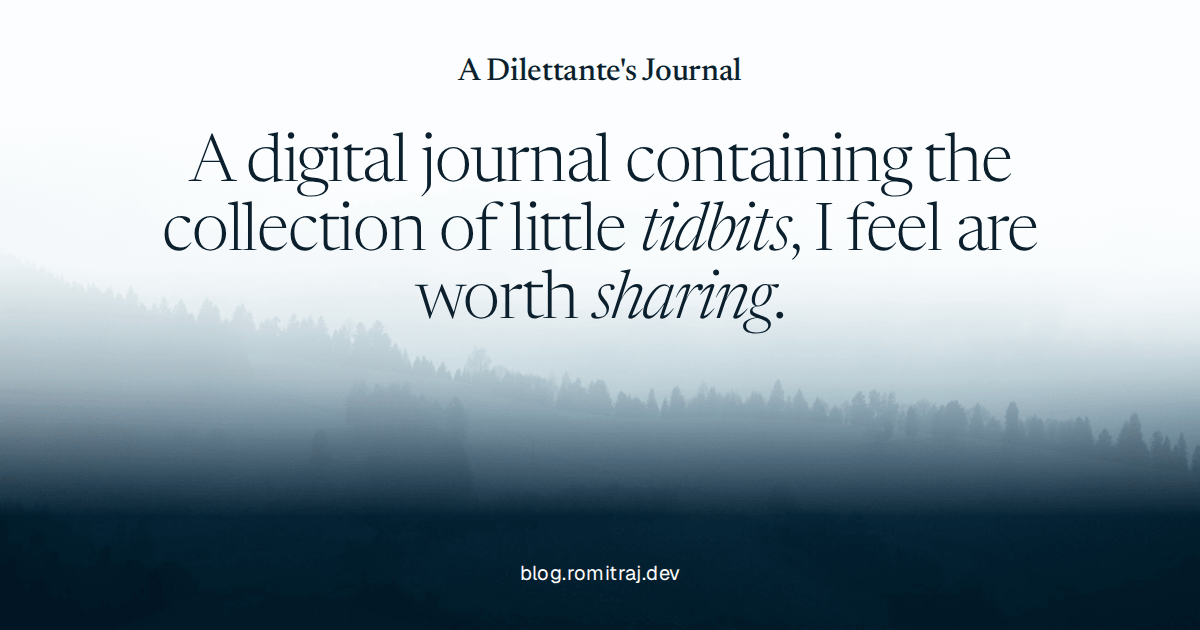 A Dilettante's Journal
A digital journal containing the
collection of little tidbits, I feel are
worth sharing.
blog.romitraj.dev